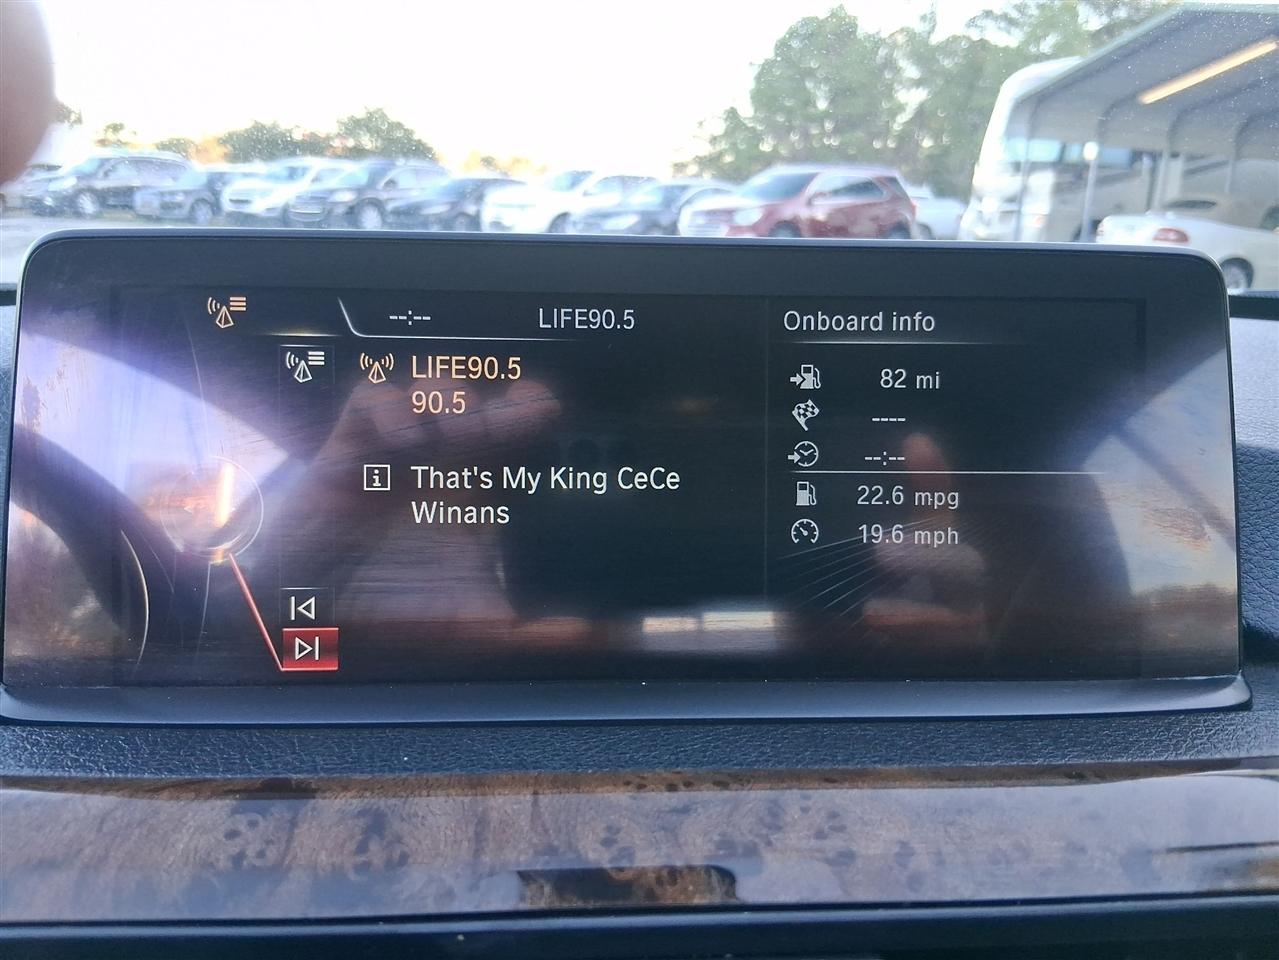 --:--
LIFE90.5
LIFE90.5
90.5
i That's My King CeCe
Winans
Onboard info
82 mi
----
--:--
22.6 mpg
19.6 mph